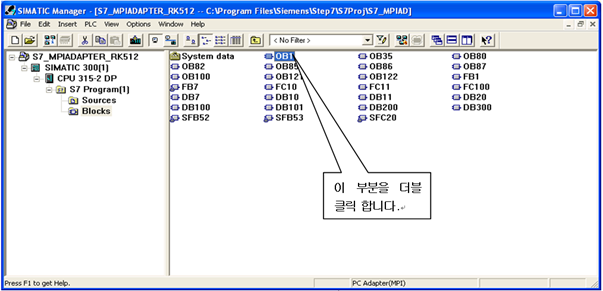 SIMATIC Manager - [S7_MPIADAPTER_RK512 -- C:\Program Files\Siemens\Step7\S7Proj\S7_MPIAD]
File Edit Insert PLC View Options Window Help
< No Filter >
S7_MPIADAPTER_RK512
SIMATIC 300(1)
CPU 315-2 DP
S7 Program(1)
Sources
Blocks
System data OB1 OB35 OB80
OB82 OB85 OB86 OB87
OB100 OB121 OB122 FB1
FB7 FC10 FC11 FC100
DB7 DB10 DB11 DB20
DB100 DB101 DB200 DB300
SFB52 SFB53 SFC20
이 부분을 더블
클릭 합니다.↵
Press F1 to get Help.
PC Adapter(MPI)